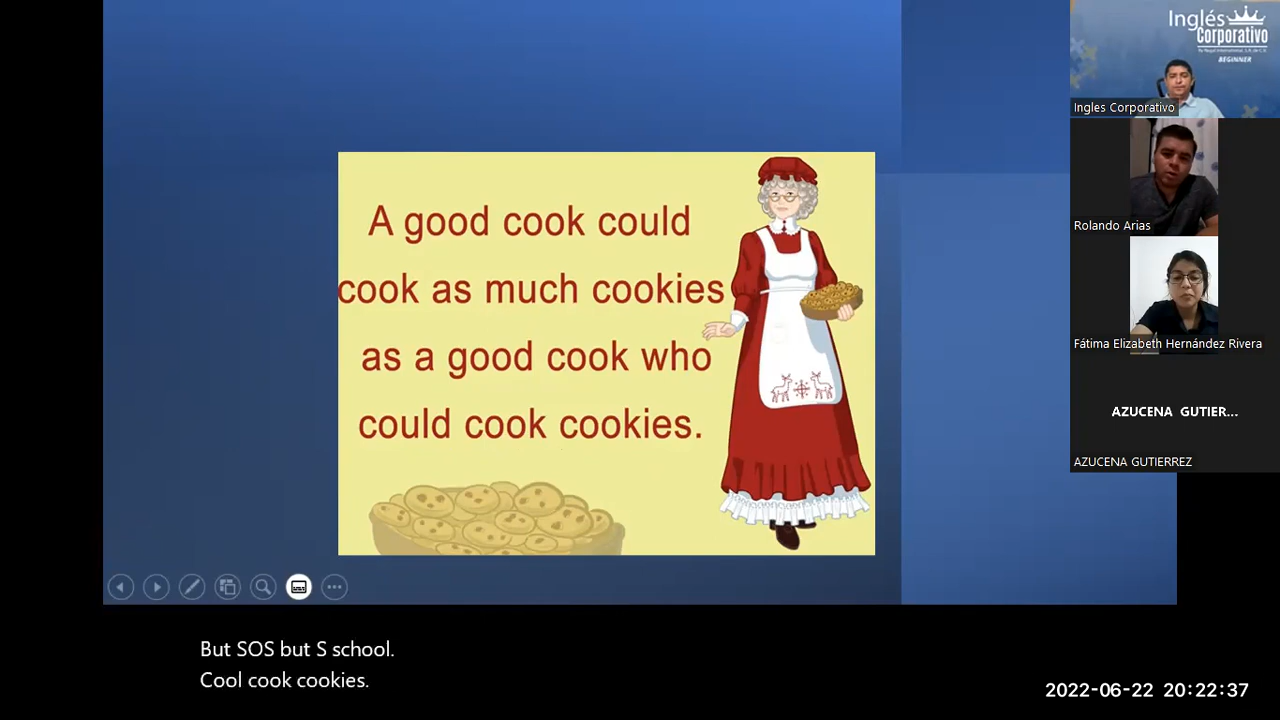 A good cook could
cook as much cookies
as a good cook who
could cook cookies.
But SOS but S school.
Cool cook cookies.
Inglés
Corporativo
BEGINNER
Ingles Corporativo
Rolando Arias
Fátima Elizabeth Hernández Rivera
AZUCENA GUTIER...
AZUCENA GUTIERREZ
2022-06-22 20:22:37